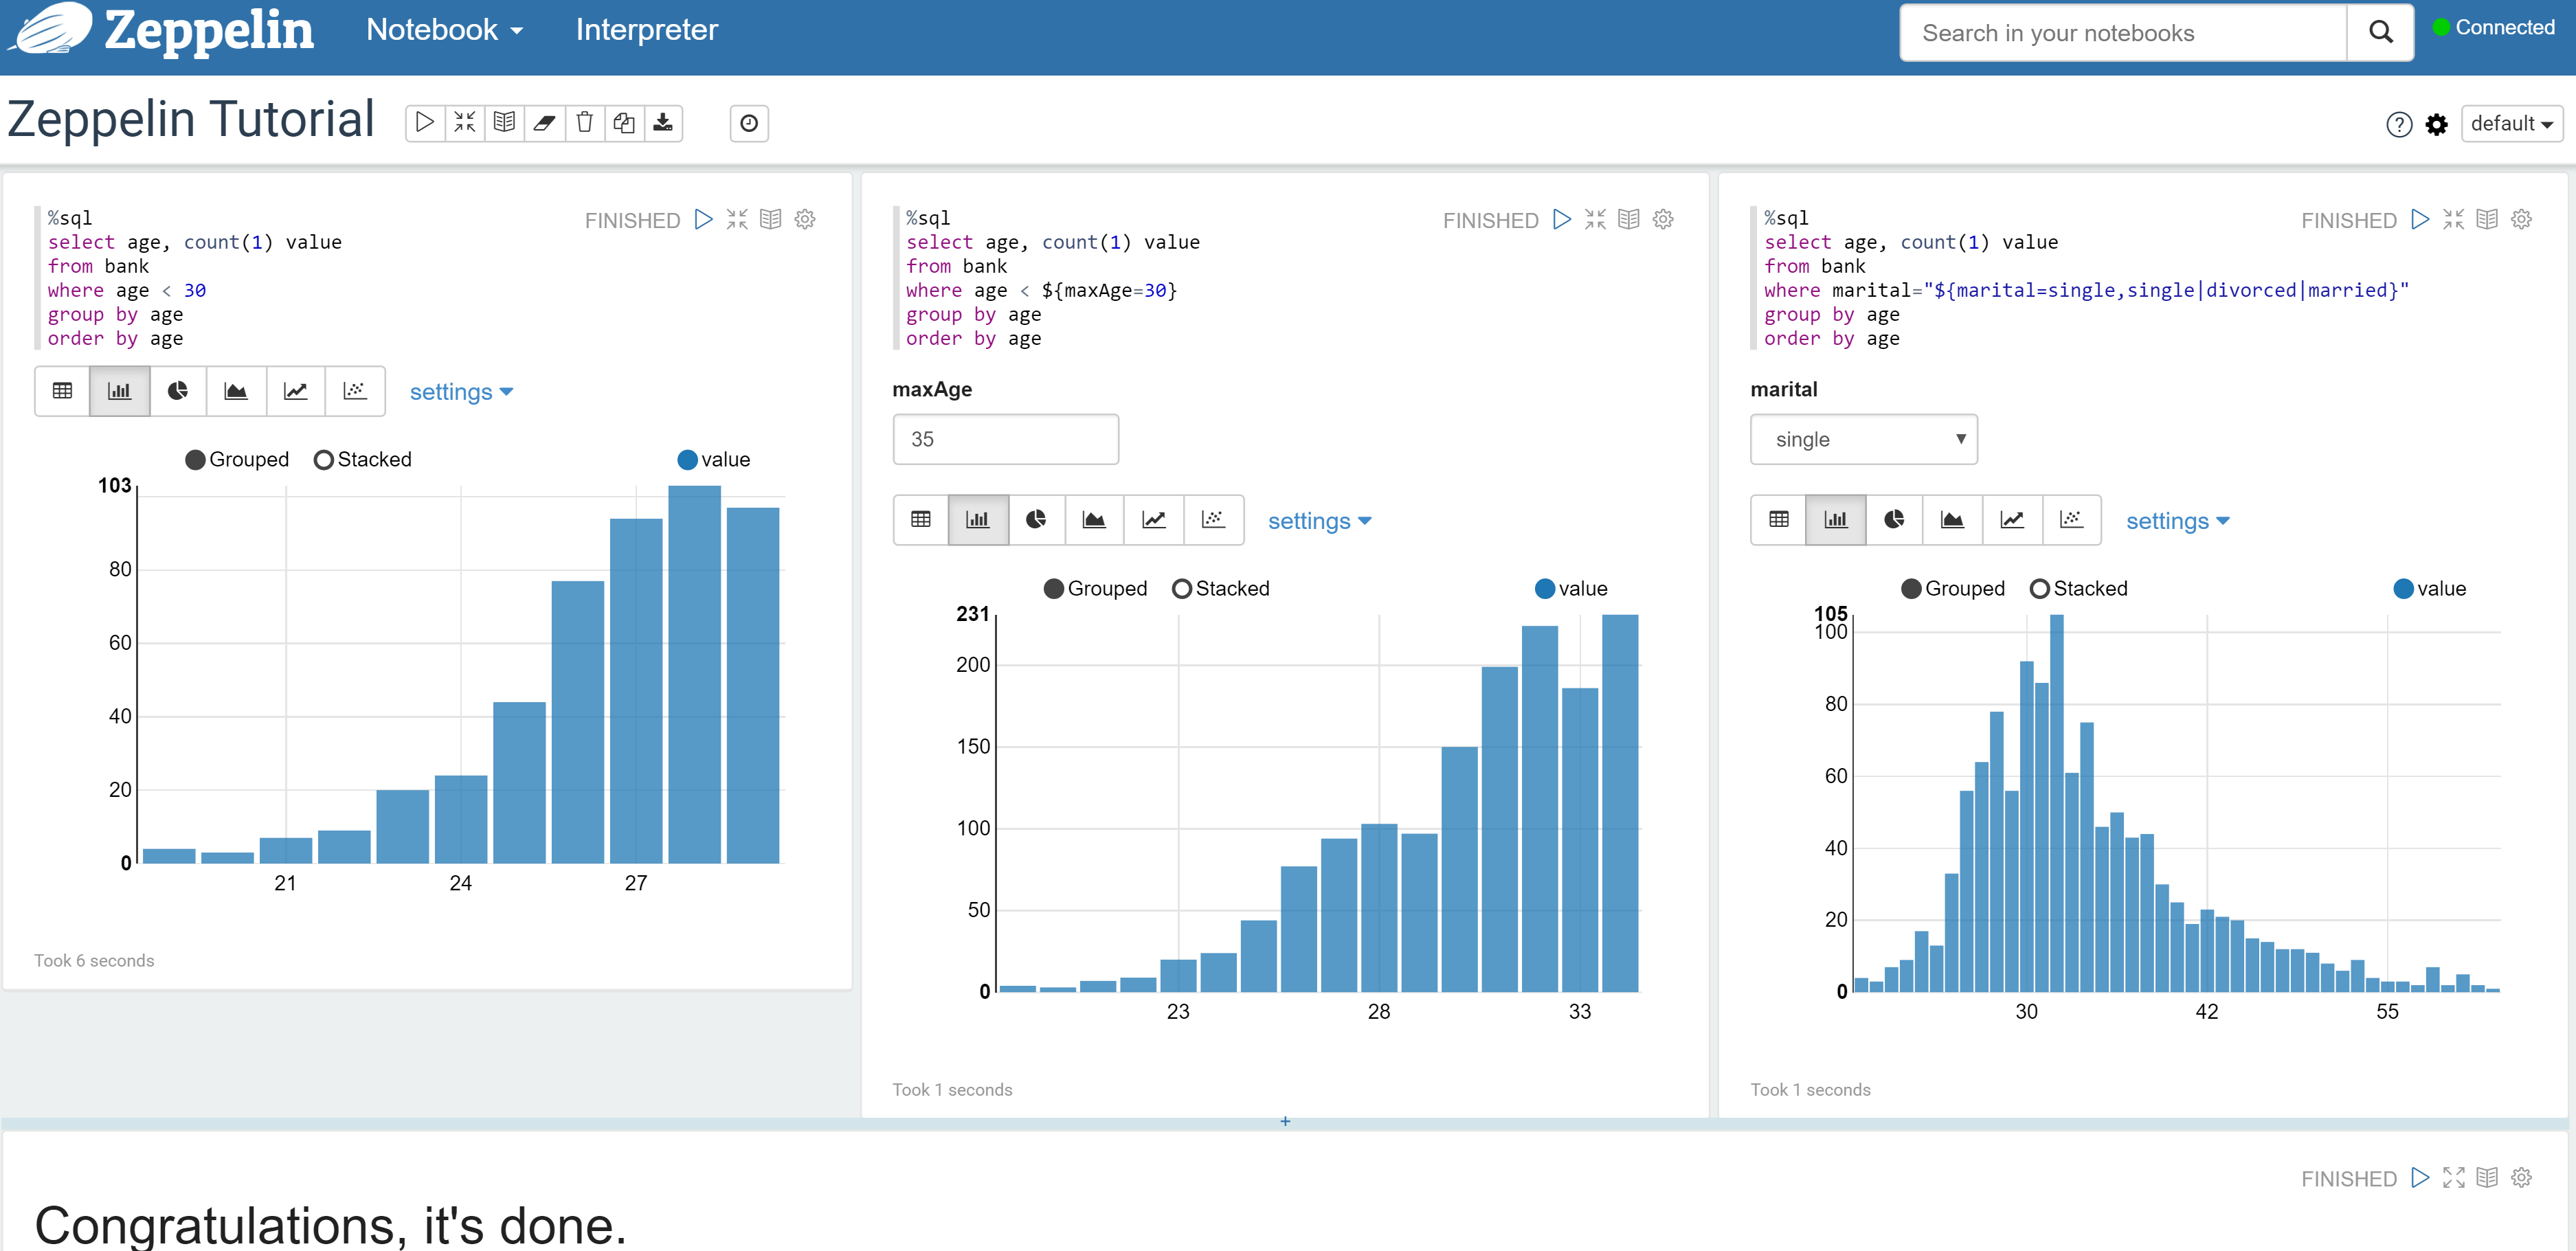 Zeppelin
Notebook
Interpreter
Search in your notebooks
Connected
Zeppelin Tutorial
default
%sql
select age, count(1) value
from bank
where age < 30
group by age
order by age
FINISHED
settings
Grouped
Stacked
value
103
80
60
40
20
0
21
24
27
Took 6 seconds
%sql
select age, count(1) value
from bank
where age < ${maxAge=30}
group by age
order by age
FINISHED
maxAge
35
settings
Grouped
Stacked
value
231
200
150
100
50
0
23
28
33
Took 1 seconds
%sql
select age, count(1) value
from bank
where marital="${marital=single,single|divorced|married}"
group by age
order by age
FINISHED
marital
single
settings
Grouped
Stacked
value
105
100
80
60
40
20
0
30
42
55
Took 1 seconds
+
FINISHED
Congratulations, it's done.